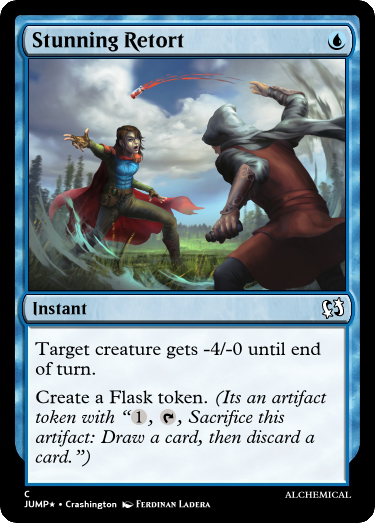 Stunning Retort
Instant
Target creature gets -4/-0 until end
of turn.
Create a Flask token. (Its an artifact
token with “1, , Sacrifice this
artifact: Draw a card, then discard a
card.”)
C
JUMP★ • Crashington Ferdinan Ladera
ALCHEMICAL